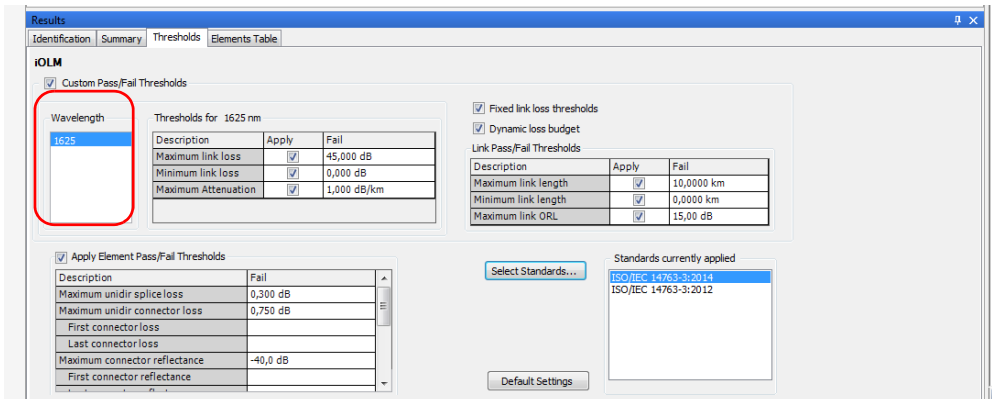 Results
Identification Summary Thresholds Elements Table
iOLM
Custom Pass/Fail Thresholds
Wavelength
1625
Thresholds for 1625 nm
Description Apply Fail
Maximum link loss 45,000 dB
Minimum link loss 0,000 dB
Maximum Attenuation 1,000 dB/km
Fixed link loss thresholds
Dynamic loss budget
Link Pass/Fail Thresholds
Description Apply Fail
Maximum link length 10,0000 km
Minimum link length 0,0000 km
Maximum link ORL 15,00 dB
Apply Element Pass/Fail Thresholds
Description Fail
Maximum unidir splice loss 0,300 dB
Maximum unidir connector loss 0,750 dB
First connector loss
Last connector loss
Maximum connector reflectance -40,0 dB
First connector reflectance
Select Standards...
Default Settings
Standards currently applied
ISO/IEC 14763-3:2014
ISO/IEC 14763-3:2012